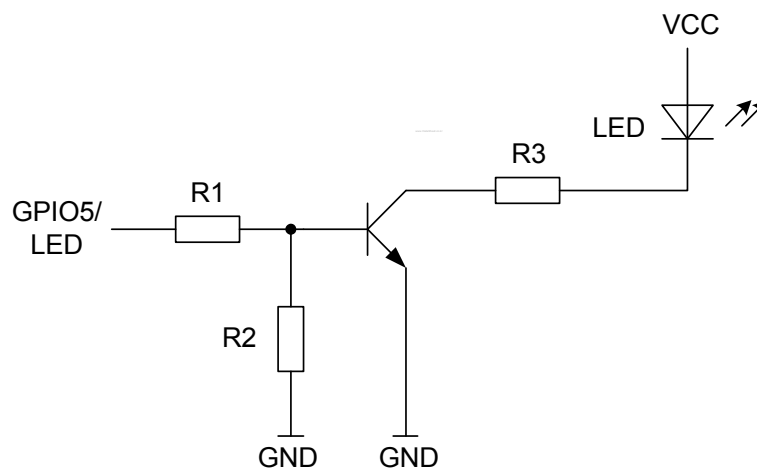 VCC
LED
R3
R1
GPIO5/
LED
R2
GND
GND